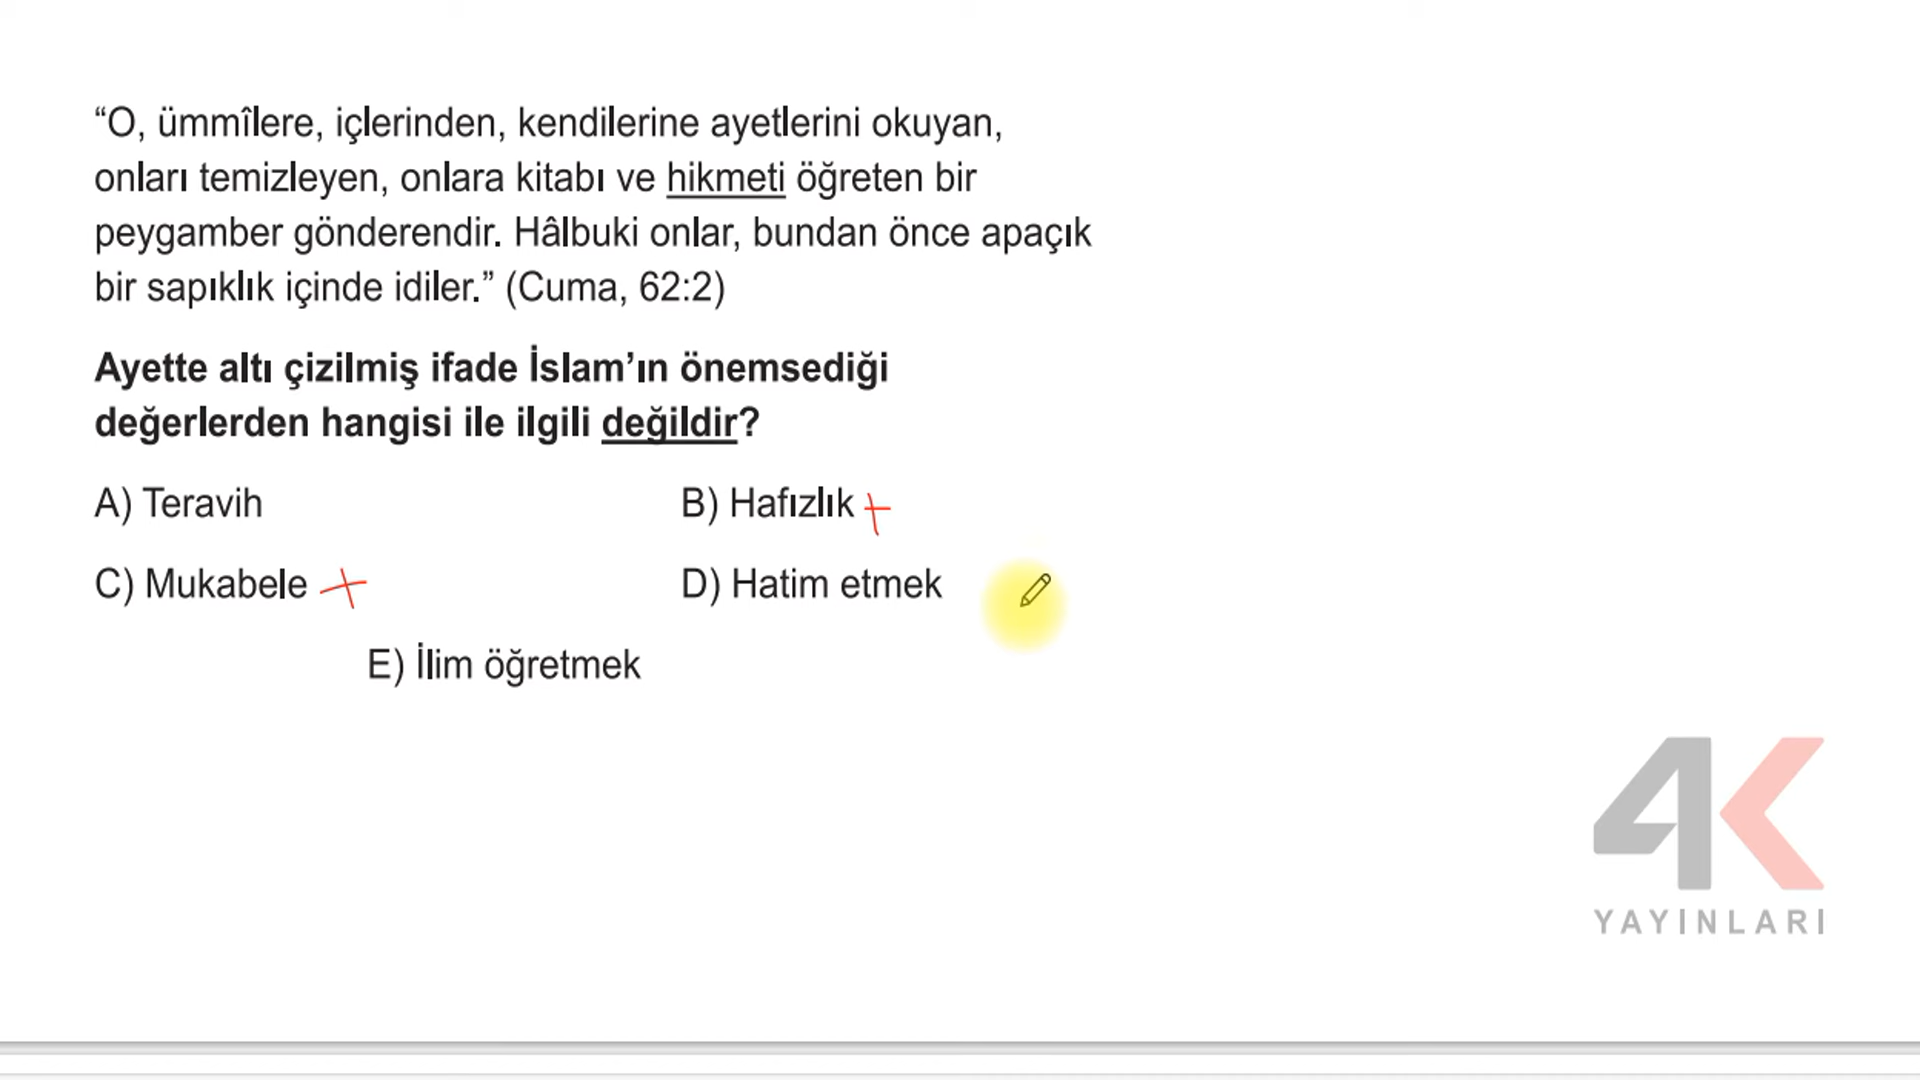 “O, ümmîlere, içlerinden, kendilerine ayetlerini okuyan,
onları temizleyen, onlara kitabı ve hikmeti öğreten bir
peygamber gönderendir. Hâlbuki onlar, bundan önce apaçık
bir sapıklık içinde idiler.” (Cuma, 62:2)
Ayette altı çizilmiş ifade İslam’ın önemsediği
değerlerden hangisi ile ilgili değildir?
A) Teravih
B) Hafızlık
C) Mukabele
D) Hatim etmek
E) İlim öğretmek
4K
YAYINLARI